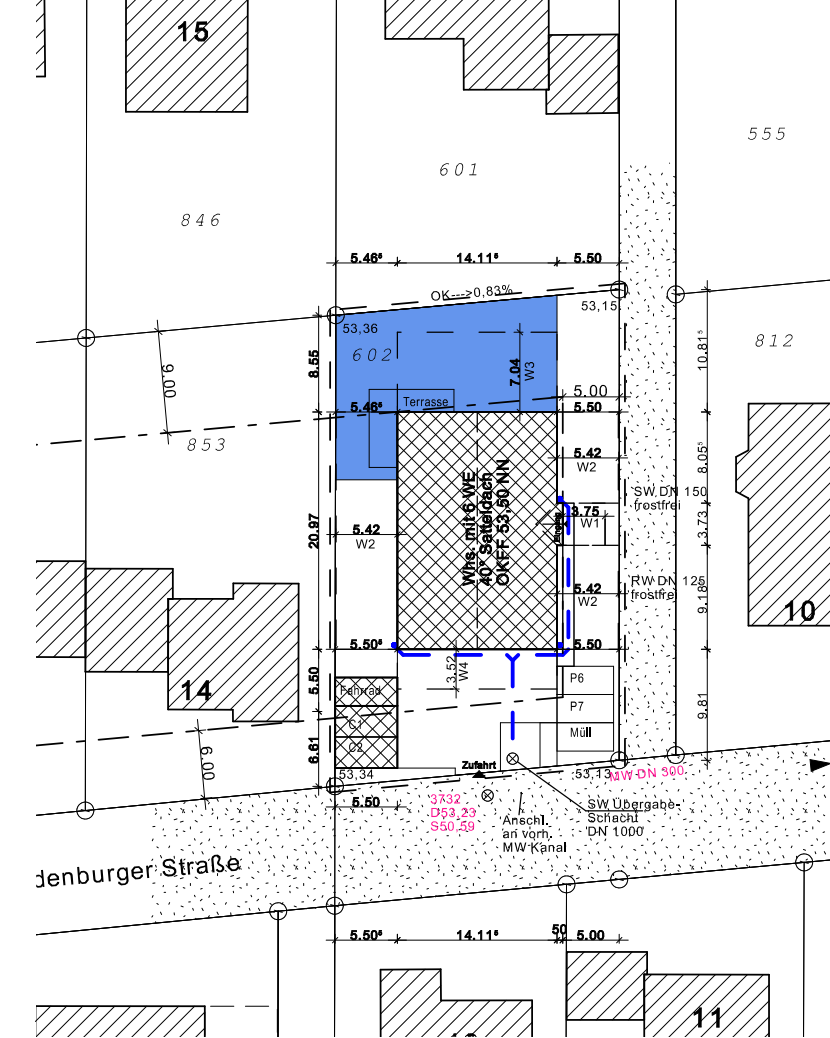 15
555
601
846
5.46⁵ 14.11⁵ 5.50
OK--->0,83%
53,15
53,36
602
812
9.00
8.55
7.04
W3
10.81⁵
5.00
Terrasse
5.46⁵
5.50
853
5.42
W2
8.05⁵
Whs. mit 6 WE
40° Satteldach
OKFF 53,50 NN
SW DN 150
frostfrei
3.75
W1
Eingang
3.73
20.97
5.42
W2
RW DN 125
frostfrei
5.42
W2
9.18⁵
10
5.50⁵
5.50
3.52
W4
14
5.50
Fahrrad
P6
C1
P7
9.81
C2
Müll
6.00
6.61
Zufahrt
53,34
53,13
MW DN 300
5.50
3732
D53,23
S50,59
Anschl.
an vorh.
MW Kanal
SW Übergabe-
Schacht
DN 1000
denburger Straße
5.50⁵ 14.11⁵ 50 5.00
11